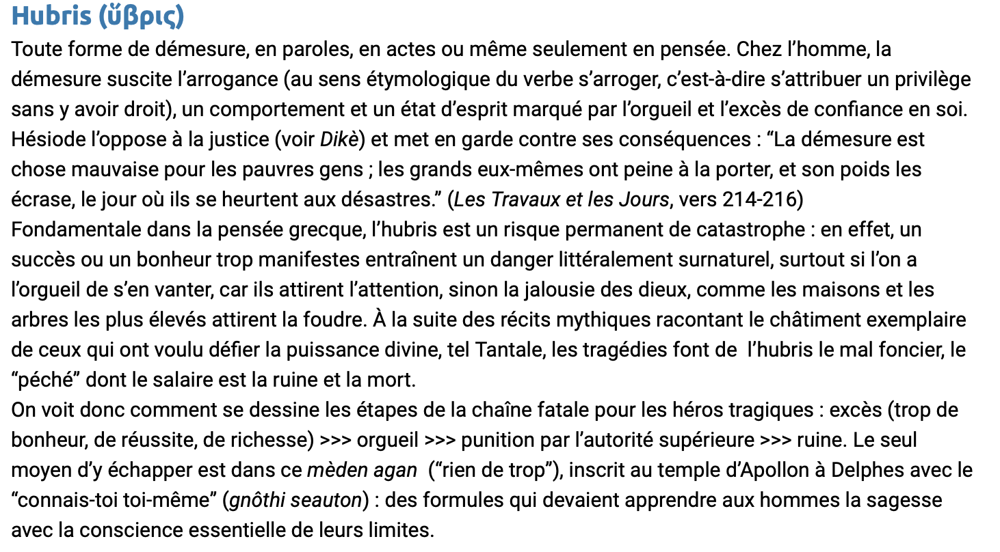 Hubris (ὕβρις)
Toute forme de démesure, en paroles, en actes ou même seulement en pensée. Chez l’homme, la
démesure suscite l’arrogance (au sens étymologique du verbe s’arroger, c’est-à-dire s’attribuer un privilège
sans y avoir droit), un comportement et un état d’esprit marqué par l’orgueil et l’excès de confiance en soi.
Hésiode l’oppose à la justice (voir Dikè) et met en garde contre ses conséquences : “La démesure est
chose mauvaise pour les pauvres gens ; les grands eux-mêmes ont peine à la porter, et son poids les
écrase, le jour où ils se heurtent aux désastres.” (Les Travaux et les Jours, vers 214-216)
Fondamentale dans la pensée grecque, l’hubris est un risque permanent de catastrophe : en effet, un
succès ou un bonheur trop manifestes entraînent un danger littéralement surnaturel, surtout si l’on a
l’orgueil de s’en vanter, car ils attirent l’attention, sinon la jalousie des dieux, comme les maisons et les
arbres les plus élevés attirent la foudre. À la suite des récits mythiques racontant le châtiment exemplaire
de ceux qui ont voulu défier la puissance divine, tel Tantale, les tragédies font de  l’hubris le mal foncier, le
“péché” dont le salaire est la ruine et la mort.
On voit donc comment se dessine les étapes de la chaîne fatale pour les héros tragiques : excès (trop de
bonheur, de réussite, de richesse) >>> orgueil >>> punition par l’autorité supérieure >>> ruine. Le seul
moyen d’y échapper est dans ce mèden agan  (“rien de trop”), inscrit au temple d’Apollon à Delphes avec le
“connais-toi toi-même” (gnôthi seauton) : des formules qui devaient apprendre aux hommes la sagesse
avec la conscience essentielle de leurs limites.